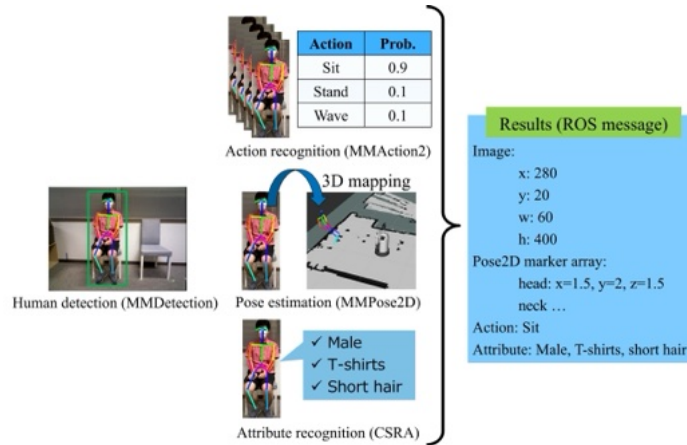 Action Prob.
Sit 0.9
Stand 0.1
Wave 0.1
Action recognition (MMAction2)
3D mapping
Human detection (MMDetection)
Pose estimation (MMPose2D)
✓ Male
✓ T-shirts
✓ Short hair
Attribute recognition (CSRA)
Results (ROS message)
Image:
x: 280
y: 20
w: 60
h: 400
Pose2D marker array:
head: x=1.5, y=2, z=1.5
neck ...
Action: Sit
Attribute: Male, T-shirts, short hair